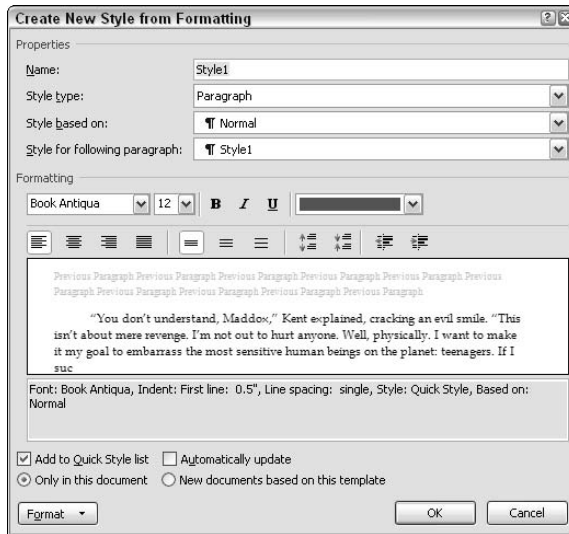 Create New Style from Formatting
Properties
Name: Style1
Style type: Paragraph
Style based on: ¶ Normal
Style for following paragraph: ¶ Style1
Formatting
Book Antiqua 12 B I U
Previous Paragraph Previous Paragraph Previous Paragraph Previous Paragraph Previous Paragraph Previous
Paragraph Previous Paragraph Previous Paragraph Previous Paragraph Previous Paragraph
“You don’t understand, Maddox,” Kent explained, cracking an evil smile. “This
isn’t about mere revenge. I’m not out to hurt anyone. Well, physically. I want to make
it my goal to embarrass the most sensitive human beings on the planet: teenagers. If I
suc
Font: Book Antiqua, Indent: First line: 0.5", Line spacing: single, Style: Quick Style, Based on:
Normal
Add to Quick Style list Automatically update
Only in this document New documents based on this template
Format OK Cancel